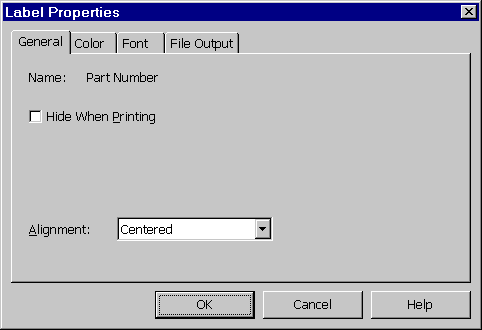 Label Properties
General Color Font File Output
Name: Part Number
Hide When Printing
Alignment: Centered
OK Cancel Help